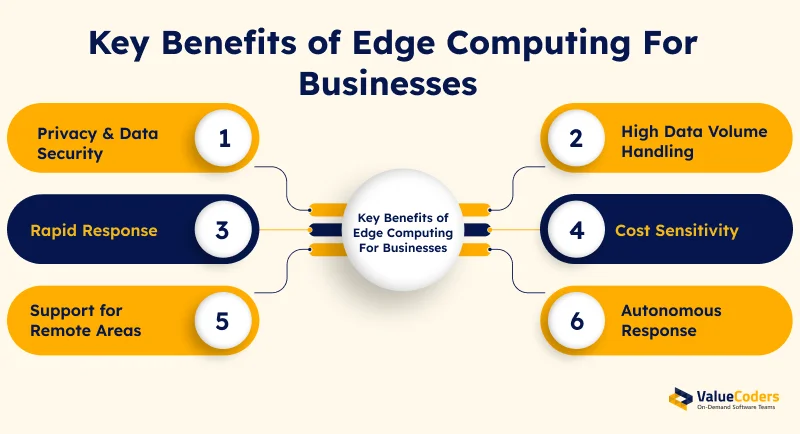 Key Benefits of Edge Computing For
Businesses
Privacy & Data
Security
1
2
High Data Volume
Handling
Rapid Response
3
Key Benefits of
Edge Computing
For Businesses
4
Cost Sensitivity
Support for
Remote Areas
5
6
Autonomous
Response
ValueCoders
On-Demand Software Teams